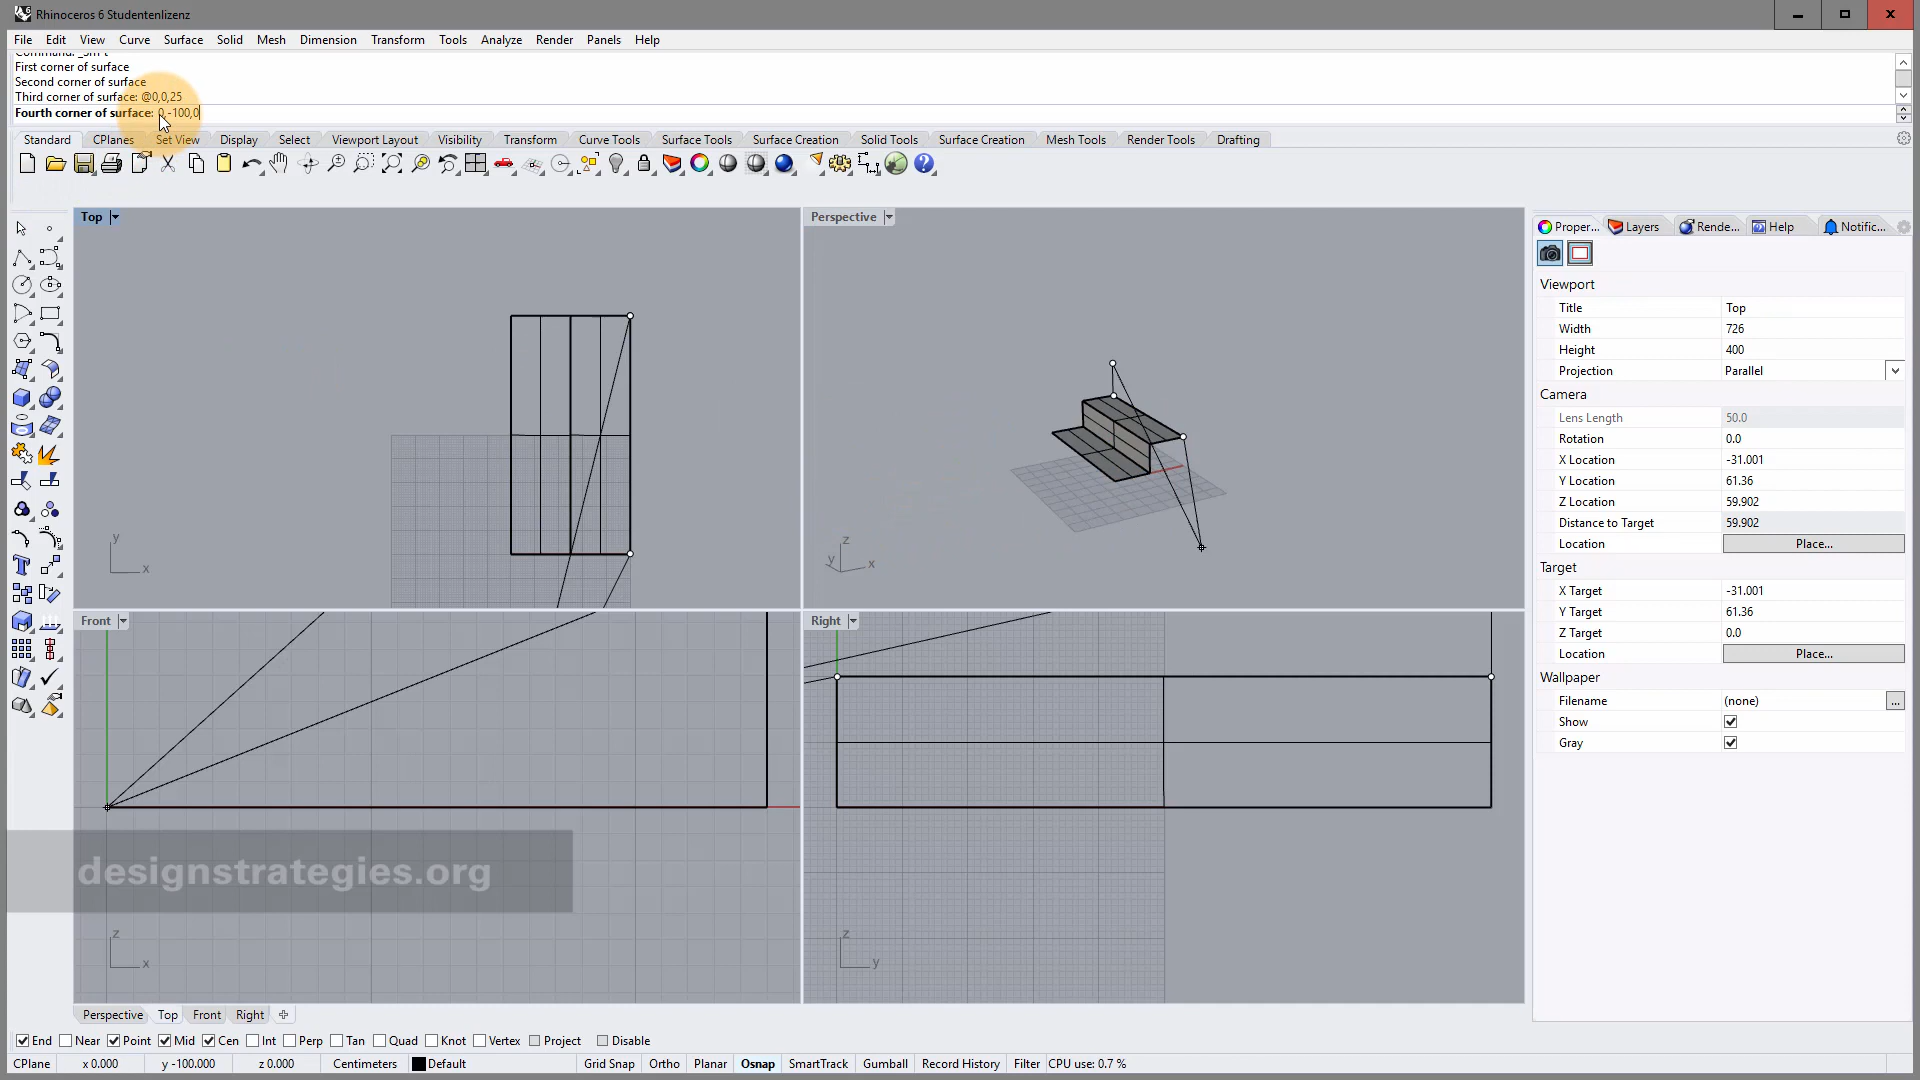 Rhinoceros 6 Studentenlizenz
File Edit View Curve Surface Solid Mesh Dimension Transform Tools Analyze Render Panels Help
First corner of surface
Second corner of surface
Third corner of surface: @0,0,25
Fourth corner of surface: 0,-100,0
Standard CPlanes Set View Display Select Viewport Layout Visibility Transform Curve Tools Surface Tools Surface Creation Solid Tools Surface Creation Mesh Tools Render Tools Drafting
Top
Perspective
Proper... Layers Rende... Help Notific...
Viewport
Title Top
Width 726
Height 400
Projection Parallel
Camera
Lens Length 50.0
Rotation 0.0
X Location -31.001
Y Location 61.36
Z Location 59.902
Distance to Target 59.902
Location Place...
Target
X Target -31.001
Y Target 61.36
Z Target 0.0
Location Place...
Wallpaper
Filename (none) ...
Show
Gray
y
x
z
y
x
Front
Right
designstrategies.org
z
x
z
y
Perspective Top Front Right
End Near Point Mid Cen Int Perp Tan Quad Knot Vertex Project Disable
CPlane x 0.000 y -100.000 z 0.000 Centimeters Default Grid Snap Ortho Planar Osnap SmartTrack Gumball Record History Filter CPU use: 0.7 %